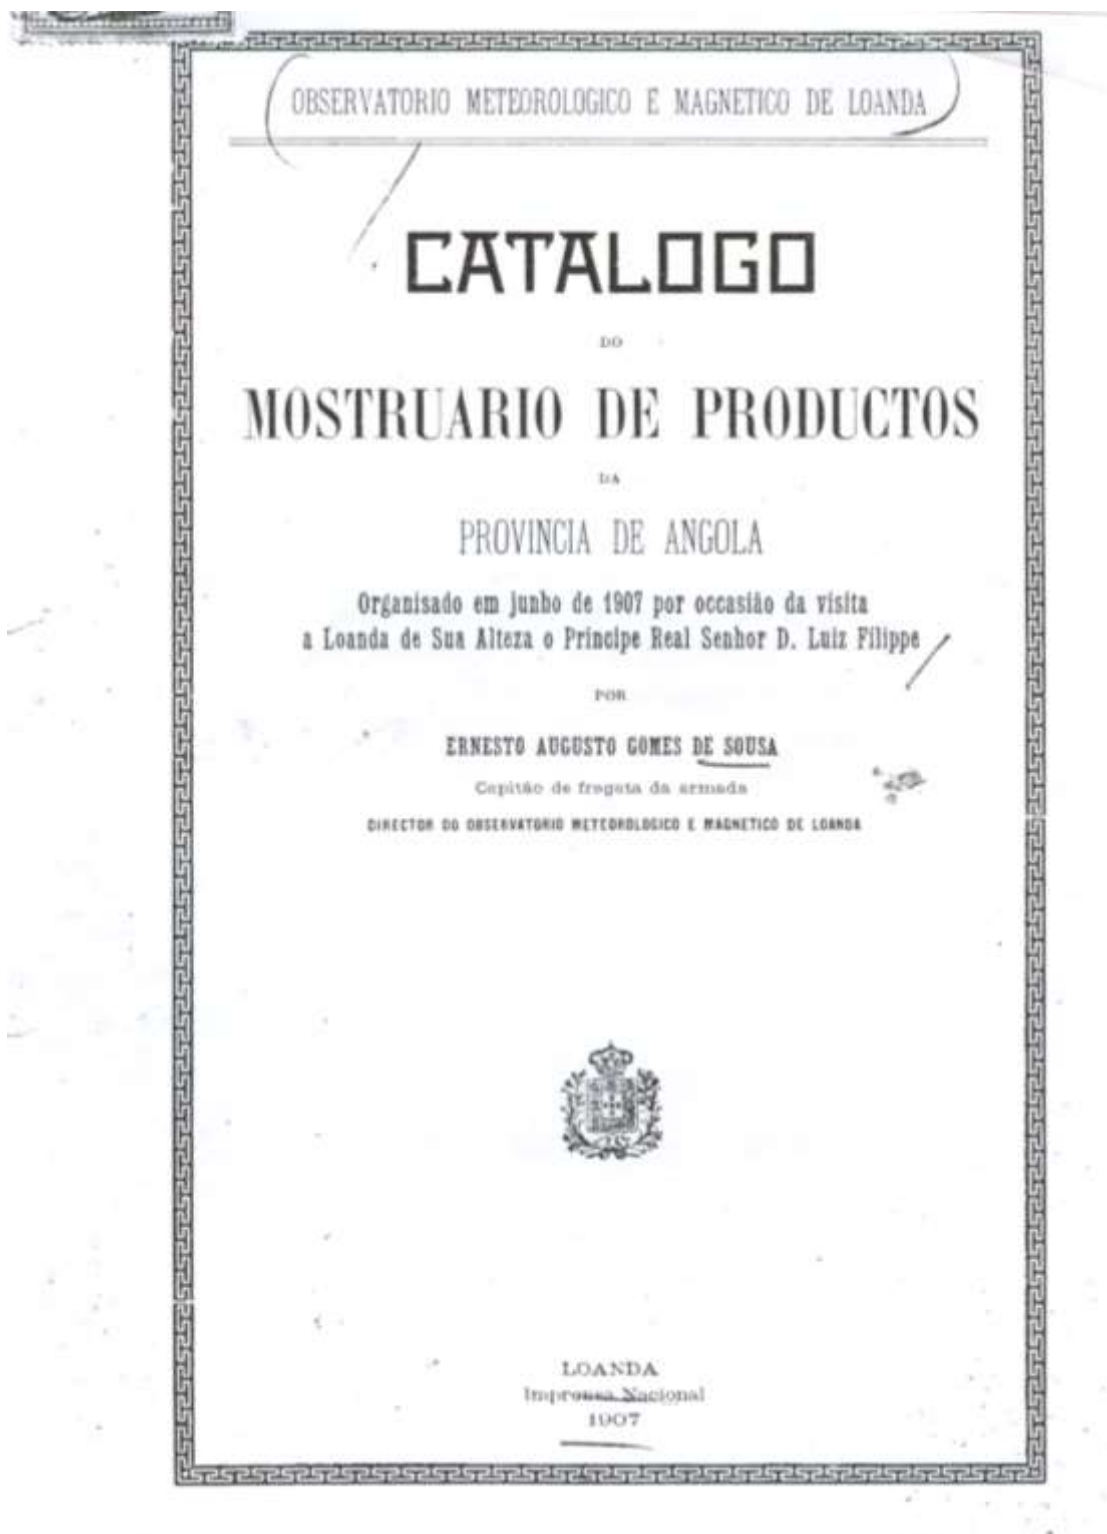 OBSERVATORIO METEOROLOGICO E MAGNETICO DE LOANDA
CATALOGO
DO
MOSTRUARIO DE PRODUCTOS
DA
PROVINCIA DE ANGOLA
Organisado em junho de 1907 por occasião da visita
a Loanda de Sua Alteza o Principe Real Senhor D. Luiz Filippe
POR
ERNESTO AUGUSTO GOMES DE SOUSA
Capitão de fragata da armada
DIRECTOR DO OBSERVATORIO METEOROLOGICO E MAGNETICO DE LOANDA
LOANDA
Imprensa Nacional
1907